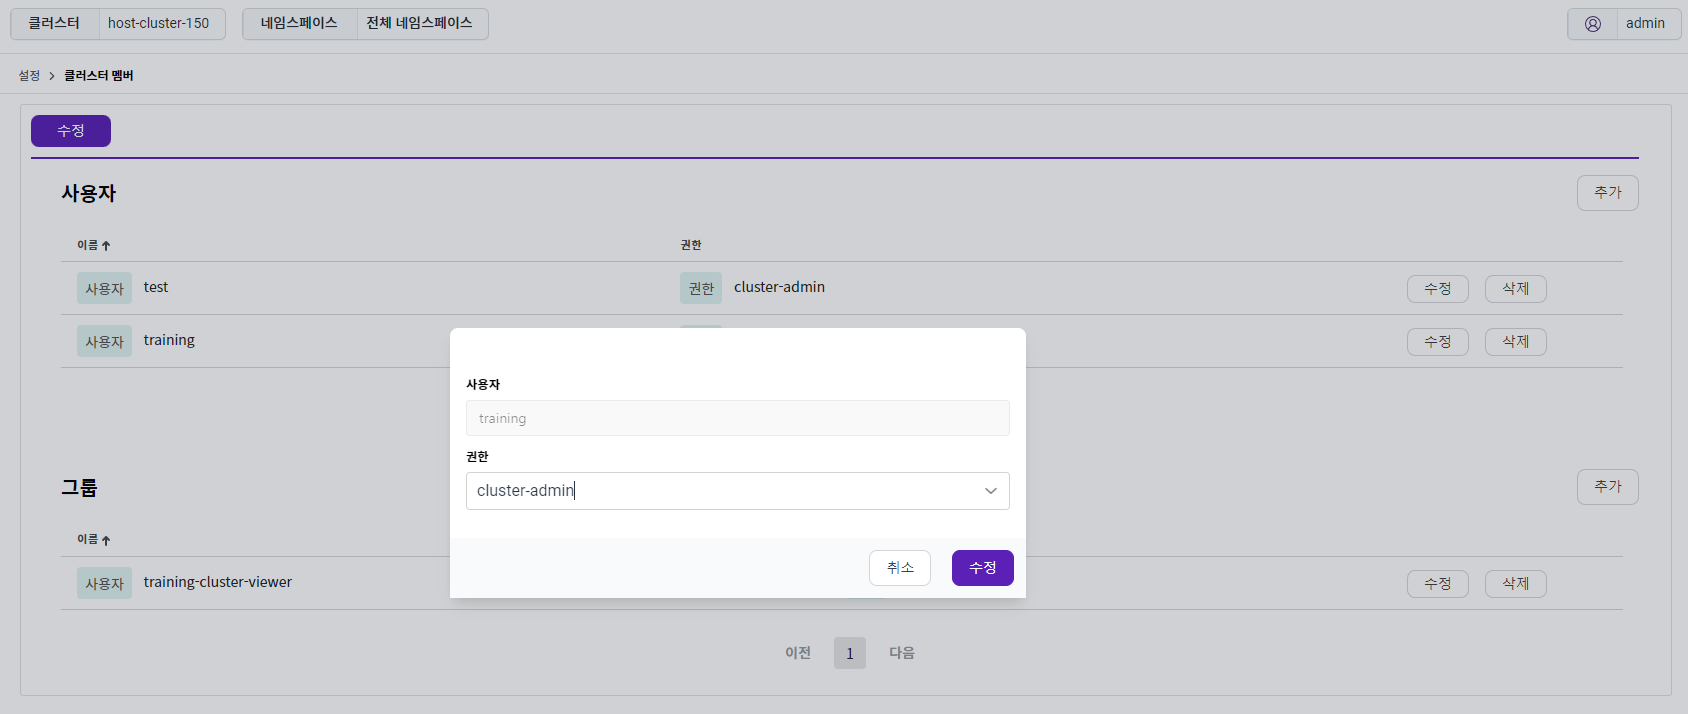 클러스터 host-cluster-150 네임스페이스 전체 네임스페이스 admin
설정 > 클러스터 멤버
수정
사용자 추가
이름 권한
사용자 test 권한 cluster-admin 수정 삭제
사용자 training 수정 삭제
사용자
training
권한
cluster-admin
취소 수정
그룹 추가
이름
사용자 training-cluster-viewer 수정 삭제
이전 1 다음